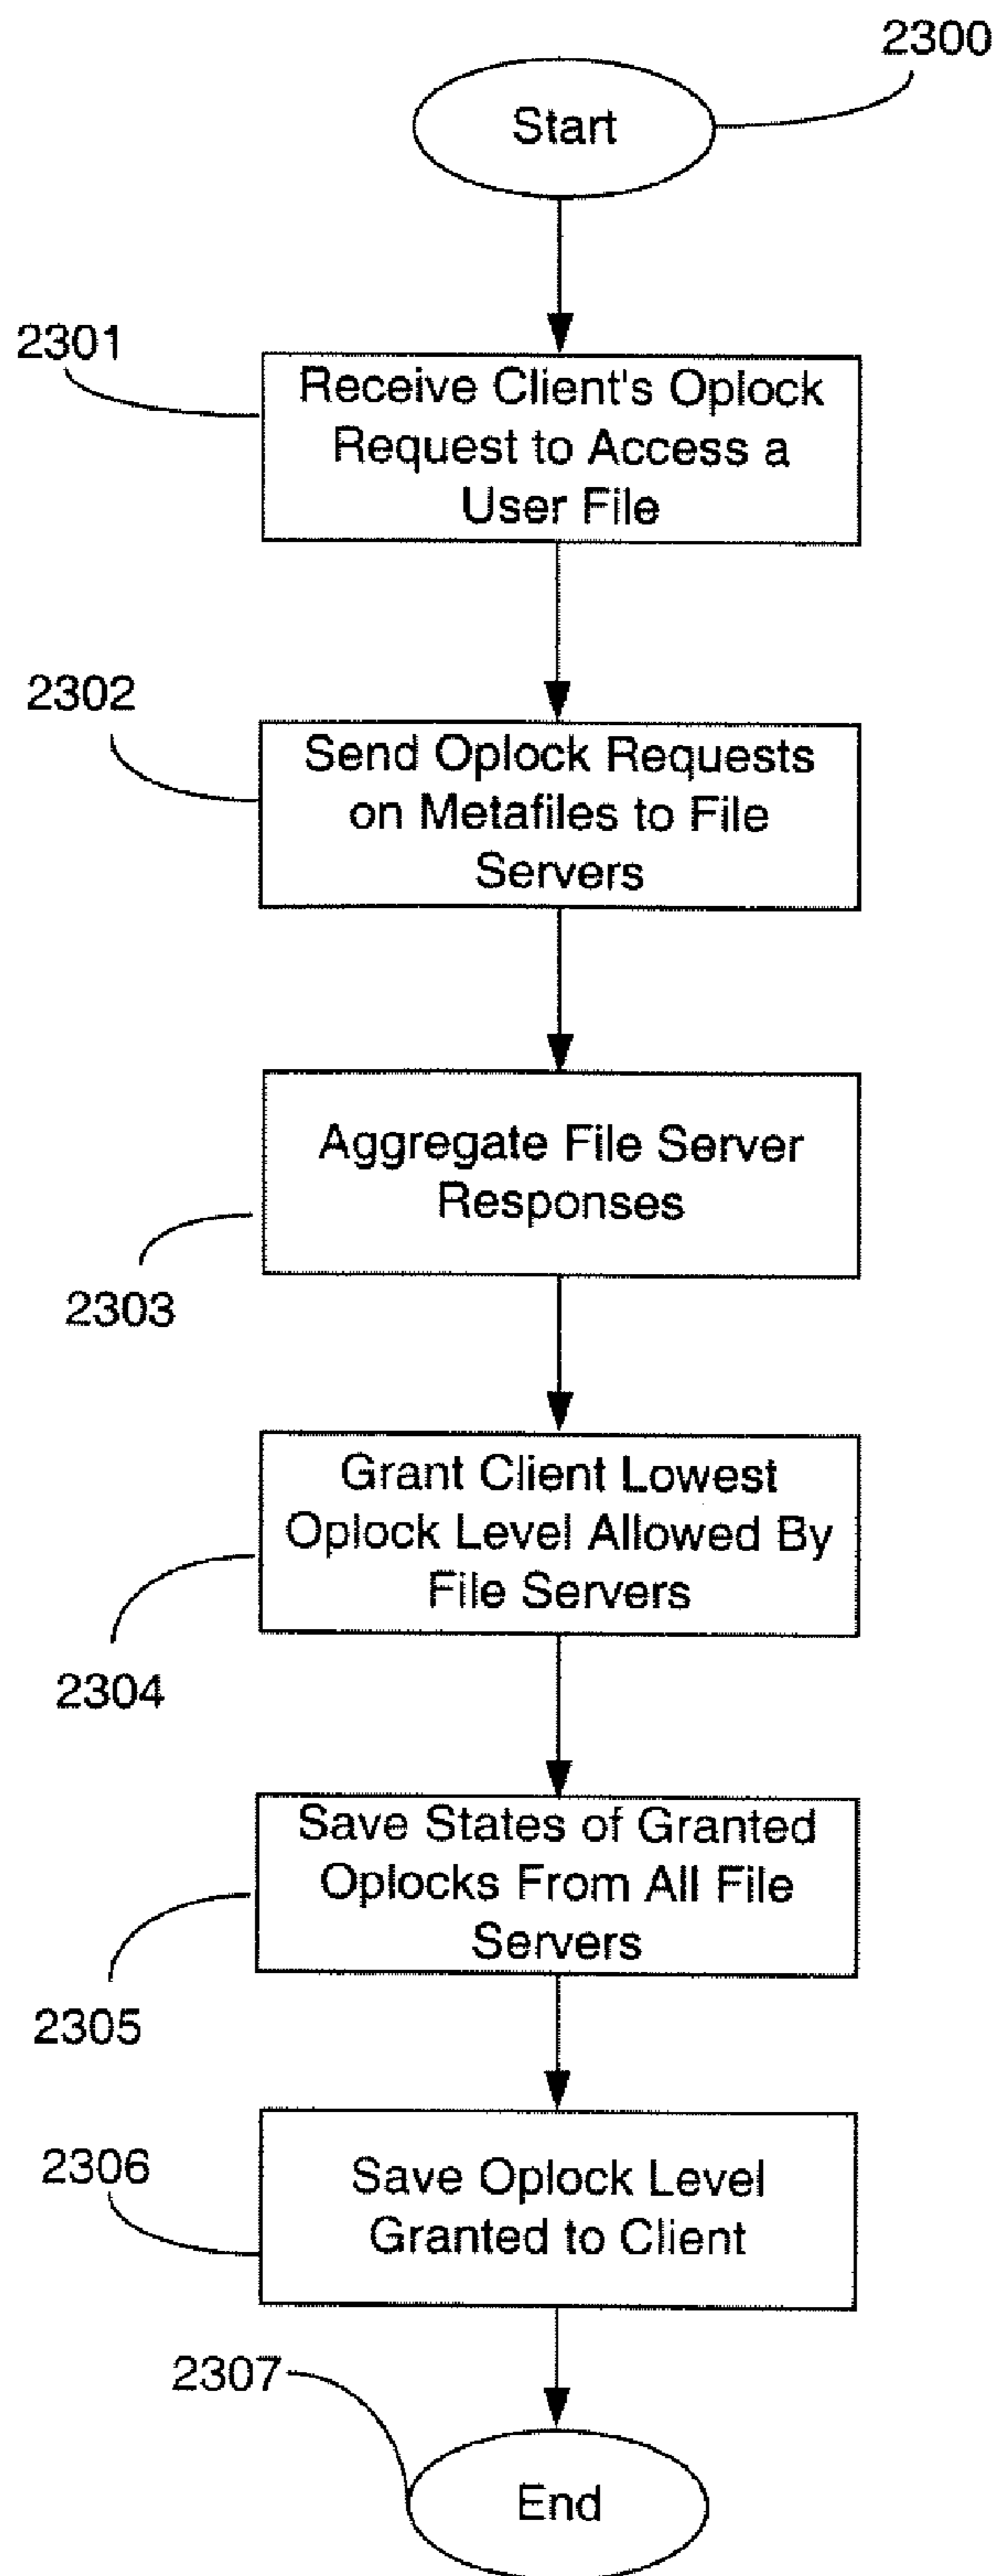 2300
Start
2301
Receive Client's Oplock
Request to Access a
User File
2302
Send Oplock Requests
on Metafiles to File
Servers
Aggregate File Server
Responses
2303
Grant Client Lowest
Oplock Level Allowed By
File Servers
2304
Save States of Granted
Oplocks From All File
Servers
2305
2306
Save Oplock Level
Granted to Client
2307
End